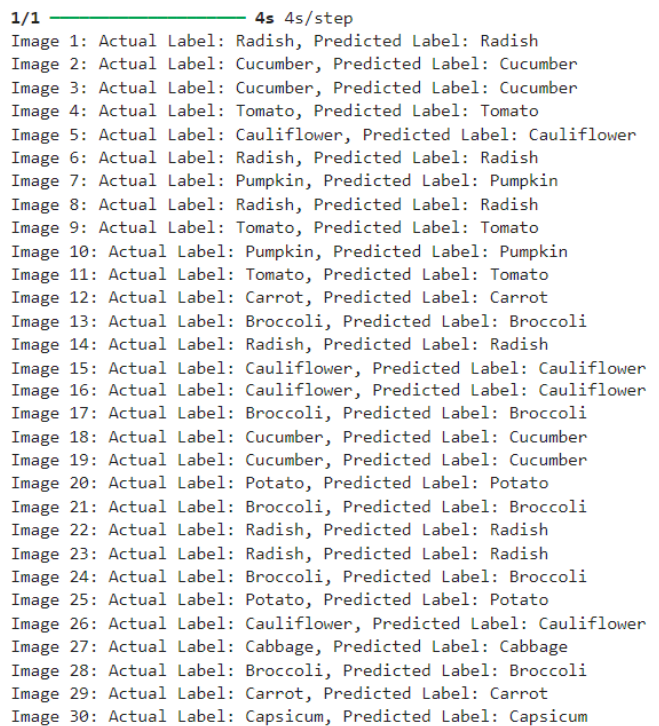 1/1 ━━━━━━━━━━━━━━━━━━━━ 4s 4s/step
Image 1: Actual Label: Radish, Predicted Label: Radish
Image 2: Actual Label: Cucumber, Predicted Label: Cucumber
Image 3: Actual Label: Cucumber, Predicted Label: Cucumber
Image 4: Actual Label: Tomato, Predicted Label: Tomato
Image 5: Actual Label: Cauliflower, Predicted Label: Cauliflower
Image 6: Actual Label: Radish, Predicted Label: Radish
Image 7: Actual Label: Pumpkin, Predicted Label: Pumpkin
Image 8: Actual Label: Radish, Predicted Label: Radish
Image 9: Actual Label: Tomato, Predicted Label: Tomato
Image 10: Actual Label: Pumpkin, Predicted Label: Pumpkin
Image 11: Actual Label: Tomato, Predicted Label: Tomato
Image 12: Actual Label: Carrot, Predicted Label: Carrot
Image 13: Actual Label: Broccoli, Predicted Label: Broccoli
Image 14: Actual Label: Radish, Predicted Label: Radish
Image 15: Actual Label: Cauliflower, Predicted Label: Cauliflower
Image 16: Actual Label: Cauliflower, Predicted Label: Cauliflower
Image 17: Actual Label: Broccoli, Predicted Label: Broccoli
Image 18: Actual Label: Cucumber, Predicted Label: Cucumber
Image 19: Actual Label: Cucumber, Predicted Label: Cucumber
Image 20: Actual Label: Potato, Predicted Label: Potato
Image 21: Actual Label: Broccoli, Predicted Label: Broccoli
Image 22: Actual Label: Radish, Predicted Label: Radish
Image 23: Actual Label: Radish, Predicted Label: Radish
Image 24: Actual Label: Broccoli, Predicted Label: Broccoli
Image 25: Actual Label: Potato, Predicted Label: Potato
Image 26: Actual Label: Cauliflower, Predicted Label: Cauliflower
Image 27: Actual Label: Cabbage, Predicted Label: Cabbage
Image 28: Actual Label: Broccoli, Predicted Label: Broccoli
Image 29: Actual Label: Carrot, Predicted Label: Carrot
Image 30: Actual Label: Capsicum, Predicted Label: Capsicum